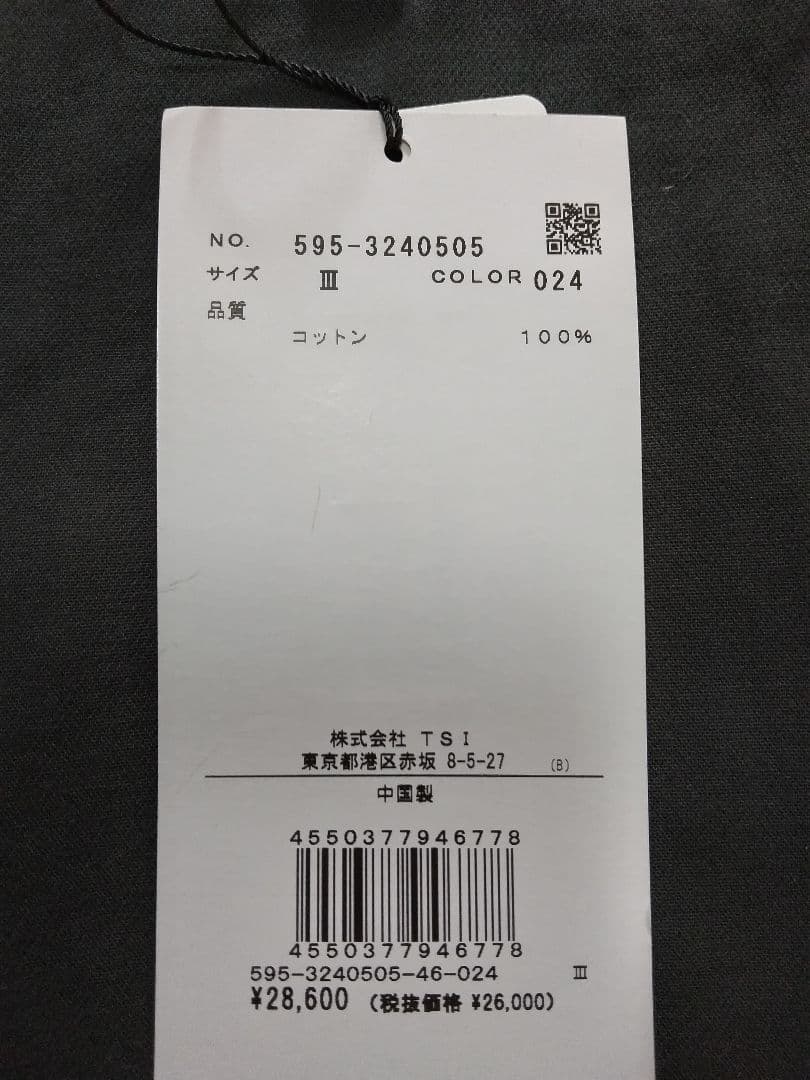 NO. 595-3240505
サイズ Ⅲ COLOR 024
品質
コットン 100%
株式会社 TSI
東京都港区赤坂 8-5-27 (B)
中国製
4550377946778
4550377946778
595-3240505-46-024 Ⅲ
¥28,600 (税抜価格 ¥26,000)